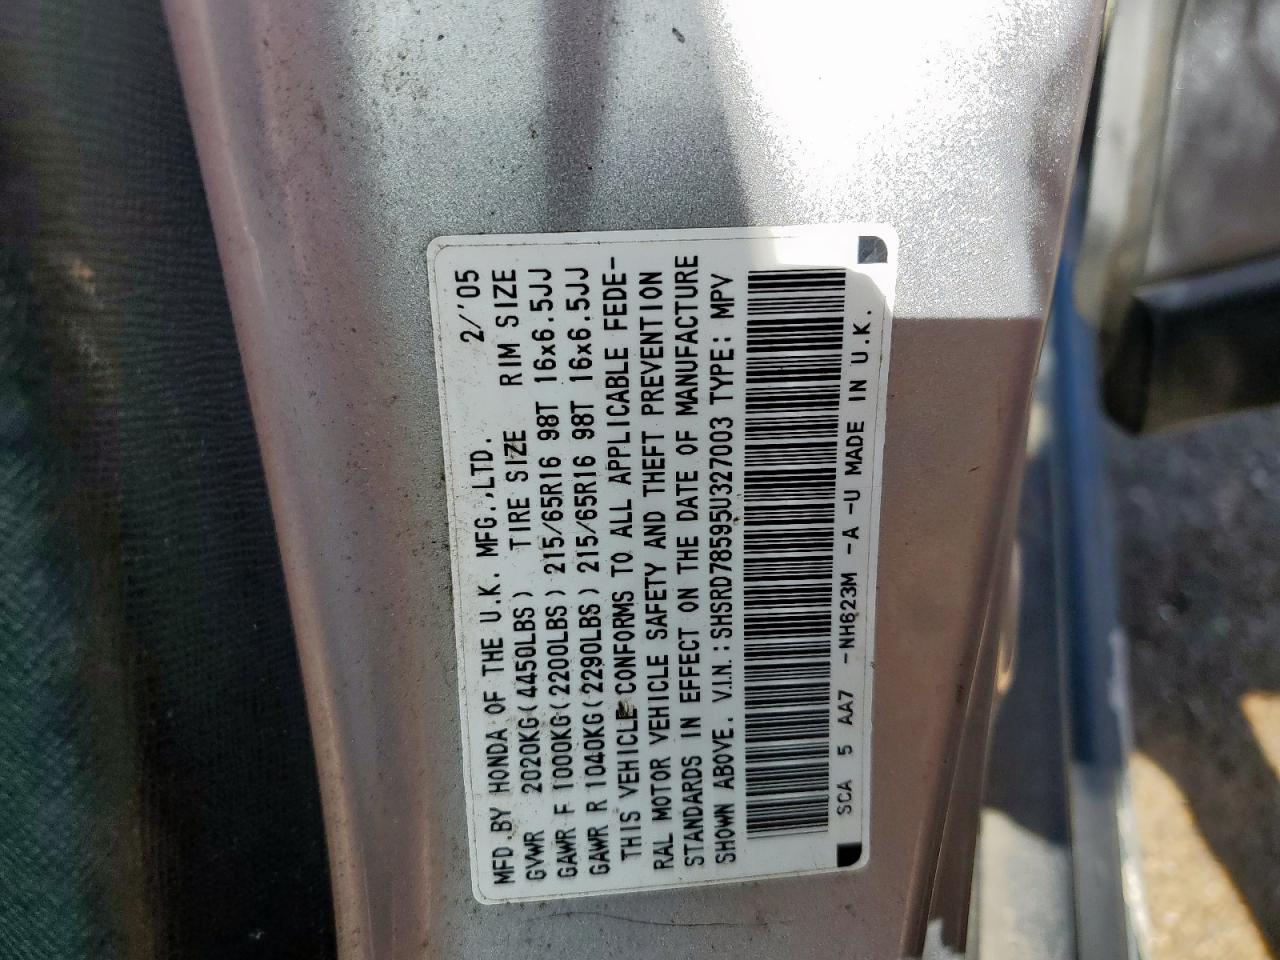 MFD.BY HONDA OF THE U.K. MFG.,LTD. 2/'05
GVWR 2020KG(4450LBS) TIRE SIZE RIM SIZE
GAWR F 1000KG(2200LBS) 215/65R16 98T 16x6.5JJ
GAWR R 1040KG(2290LBS) 215/65R16 98T 16x6.5JJ
THIS VEHICLE CONFORMS TO ALL APPLICABLE FEDE-
RAL MOTOR VEHICLE SAFETY AND THEFT PREVENTION
STANDARDS IN EFFECT ON THE DATE OF MANUFACTURE
SHOWN ABOVE. V.I.N.: SHSRD78595U327003 TYPE: MPV
SCA 5 AA7 -NH623M -A -U MADE IN U.K.